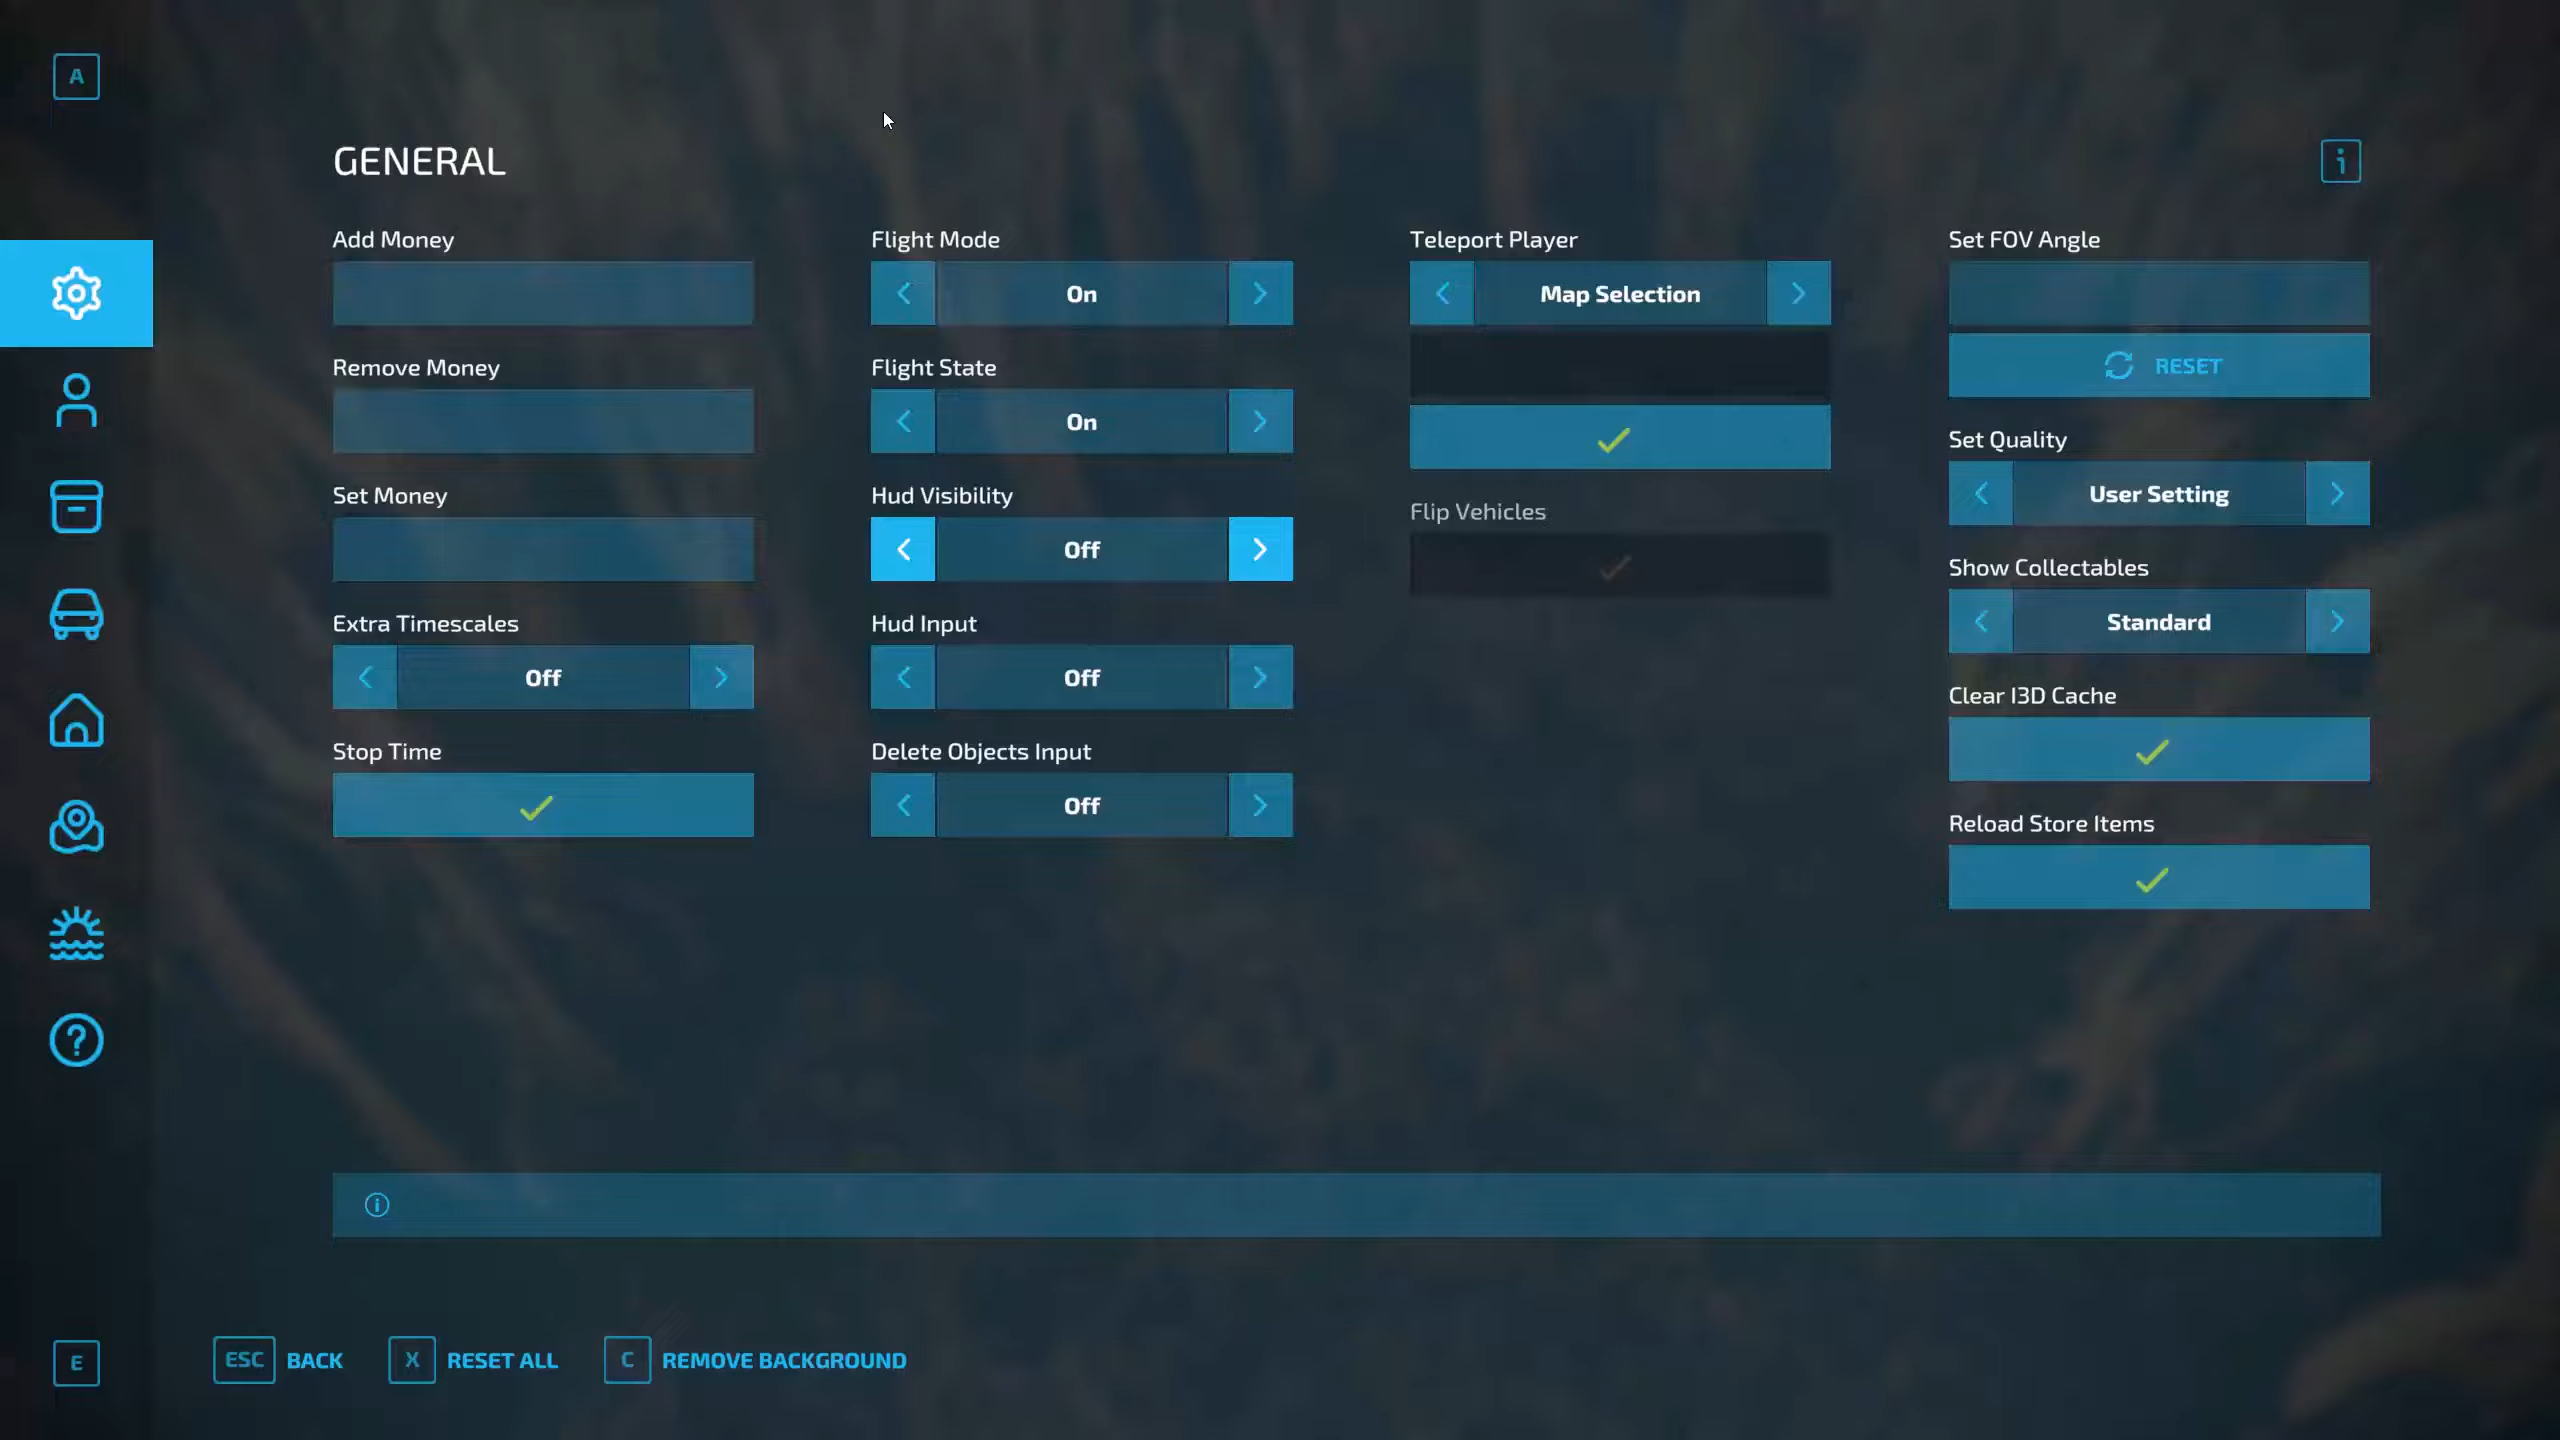 A
GENERAL
Add Money
Remove Money
Set Money
Extra Timescales
Off
Stop Time
Flight Mode
On
Flight State
On
Hud Visibility
Off
Hud Input
Off
Delete Objects Input
Off
Teleport Player
Map Selection
Flip Vehicles
Set FOV Angle
RESET
Set Quality
User Setting
Show Collectables
Standard
Clear I3D Cache
Reload Store Items
E
ESC BACK X RESET ALL C REMOVE BACKGROUND